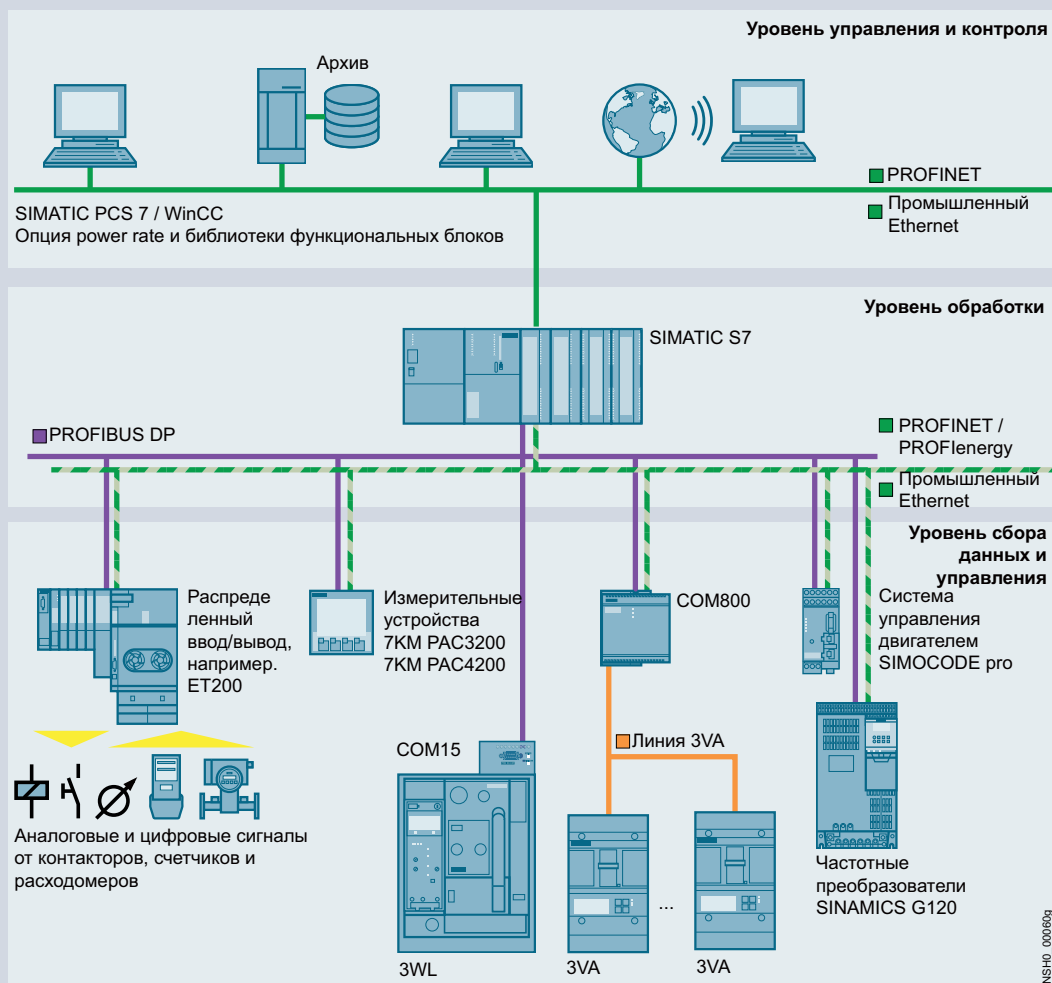 Уровень управления и контроля
Архив
PROFINET
SIMATIC PCS 7 / WinCC
Опция power rate и библиотеки функциональных блоков
Промышленный
Ethernet
Уровень обработки
SIMATIC S7
PROFIBUS DP
PROFINET /
PROFIenergy
Промышленный
Ethernet
Уровень сбора
данных и
управления
Распреде
ленный
ввод/вывод,
например.
ET200
Измерительные
устройства
7KM PAC3200
7KM PAC4200
COM800
Система
управления
двигателем
SIMOCODE pro
COM15
Линия 3VA
Аналоговые и цифровые сигналы
от контакторов, счетчиков и
расходомеров
...
Частотные
преобразователи
SINAMICS G120
3WL
3VA
3VA
NSH0_00060g